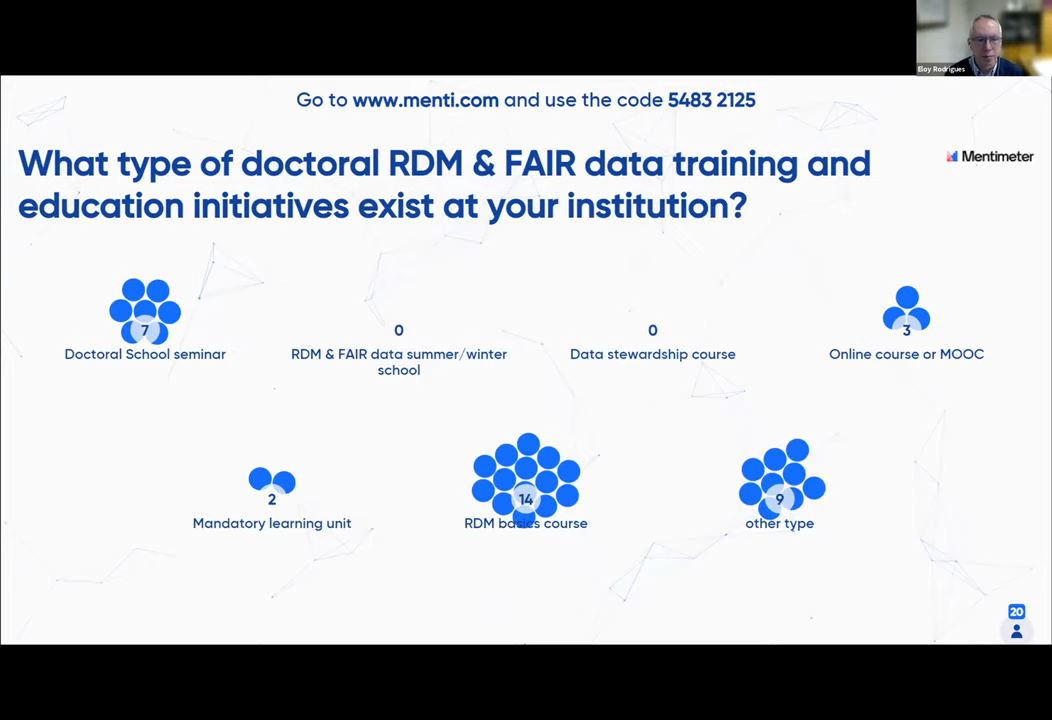 Eloy Rodrigues
Go to www.menti.com and use the code 5483 2125
What type of doctoral RDM & FAIR data training and
education initiatives exist at your institution?
Mentimeter
7
Doctoral School seminar
0
RDM & FAIR data summer/winter
school
0
Data stewardship course
3
Online course or MOOC
2
Mandatory learning unit
14
RDM basics course
9
other type
20